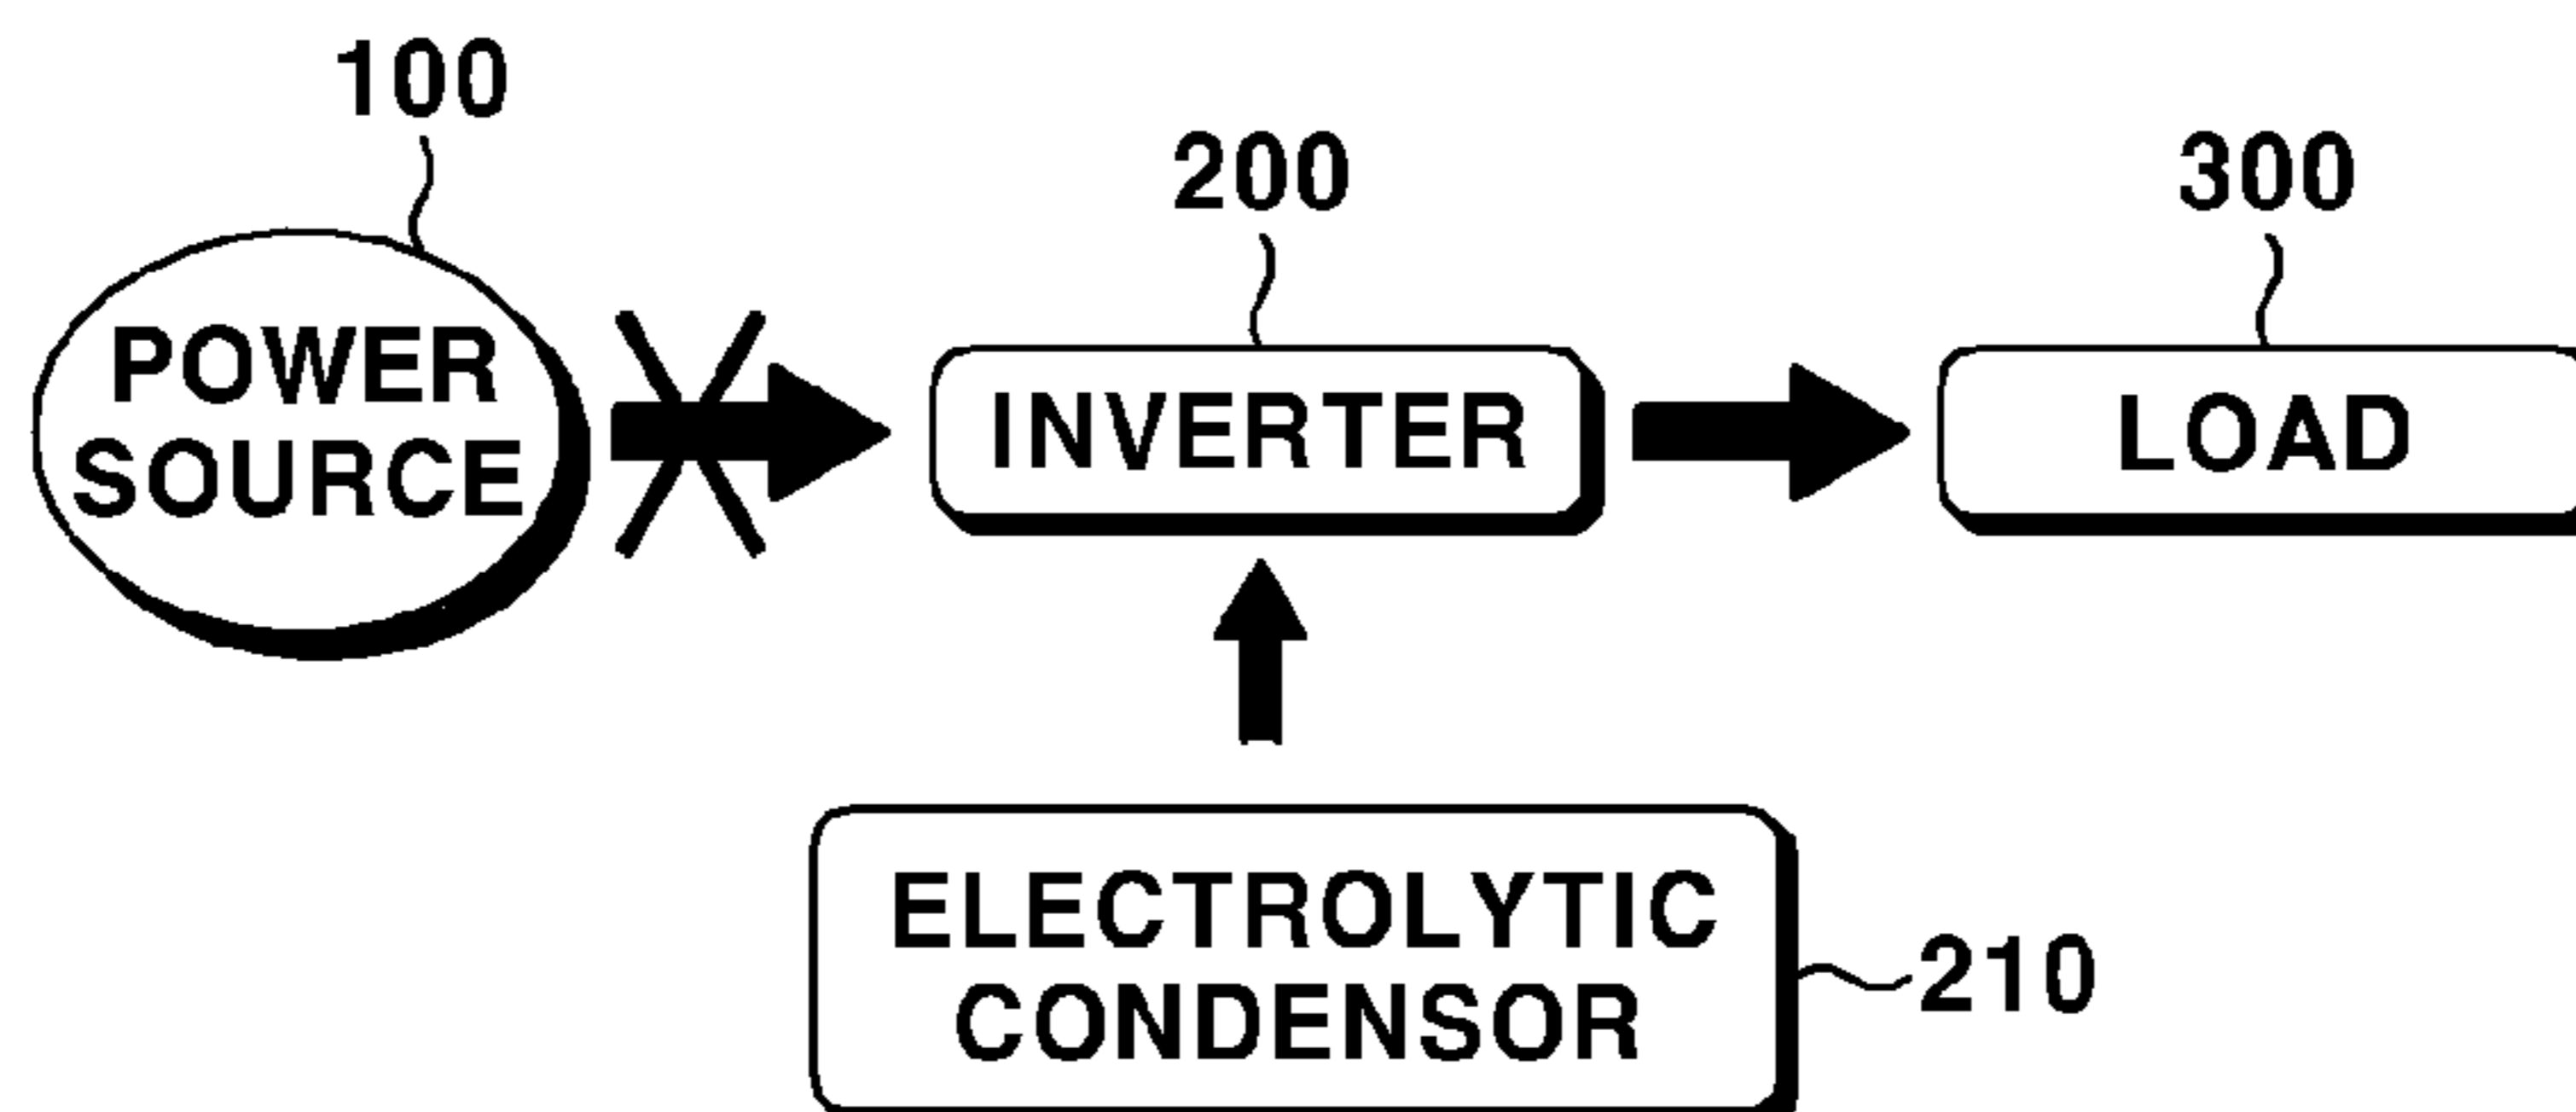 100
200
300
POWER
SOURCE
INVERTER
LOAD
ELECTROLYTIC
CONDENSOR
210